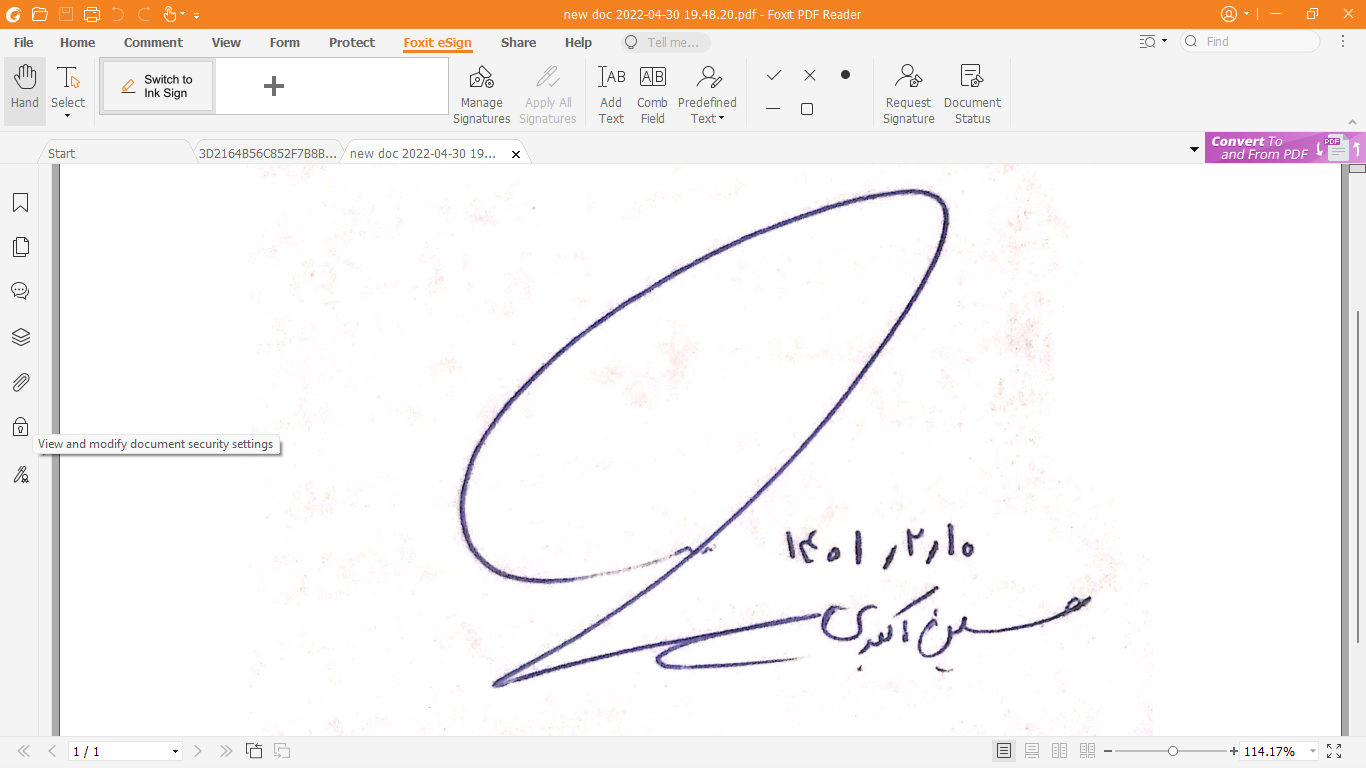 new doc 2022-04-30 19.48.20.pdf - Foxit PDF Reader
File Home Comment View Form Protect Foxit eSign Share Help Tell me... Find
Hand
Select
Switch to
Ink Sign
Manage
Signatures
Apply All
Signatures
Add
Text
Comb
Field
Predefined
Text
Request
Signature
Document
Status
Start 3D2164B56C852F7B8B... new doc 2022-04-30 19...
Convert To
and From PDF
PDF
View and modify document security settings
۱۴۰۱ ر ۲ ر ۱۰
حسین اکبری
1 / 1 114.17%